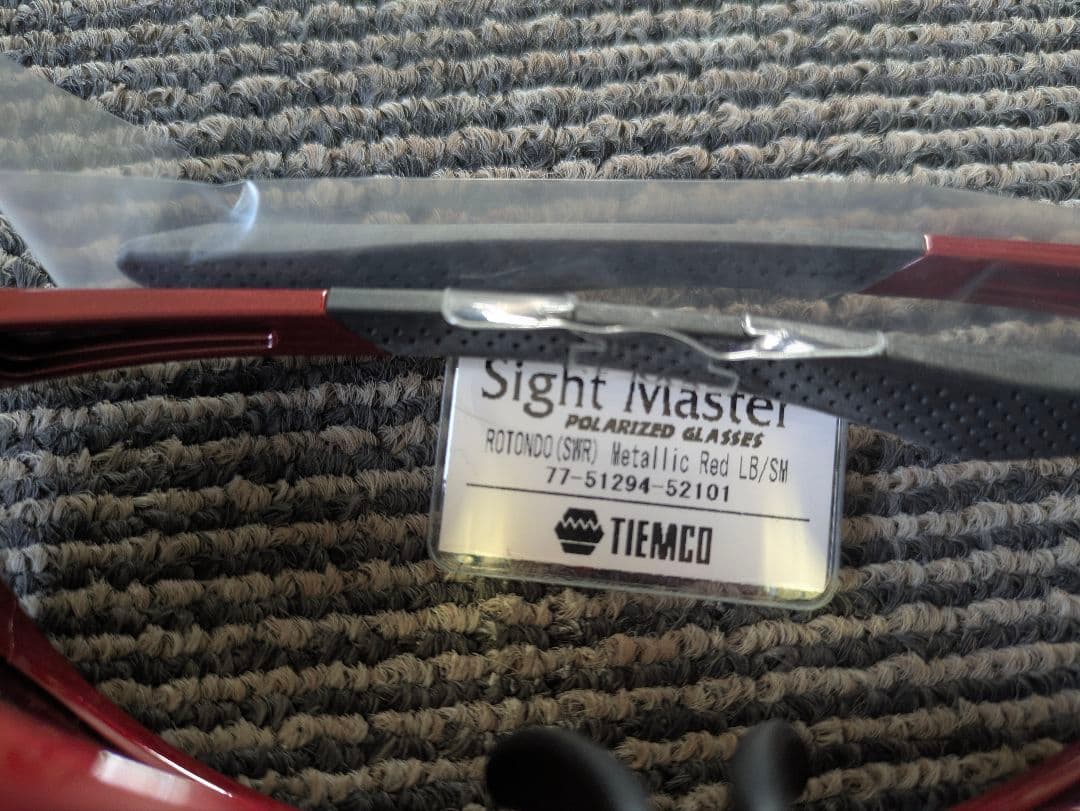 Sight Master
POLARIZED GLASSES
ROTONDO(SWR) Metallic Red LB/SM
77-51294-52101
TIEMCO